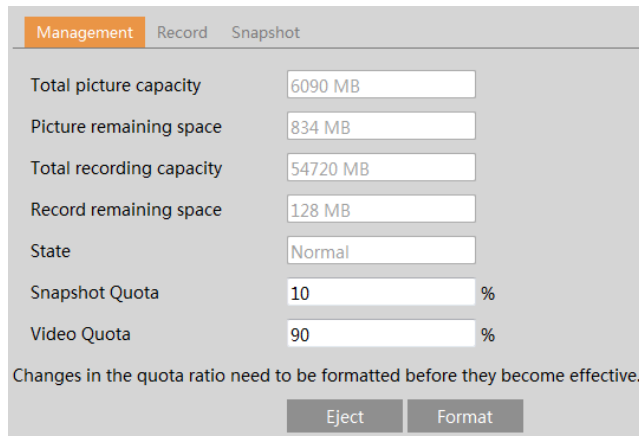 Management Record Snapshot
Total picture capacity 6090 MB
Picture remaining space 834 MB
Total recording capacity 54720 MB
Record remaining space 128 MB
State Normal
Snapshot Quota 10 %
Video Quota 90 %
Changes in the quota ratio need to be formatted before they become effective.
Eject Format